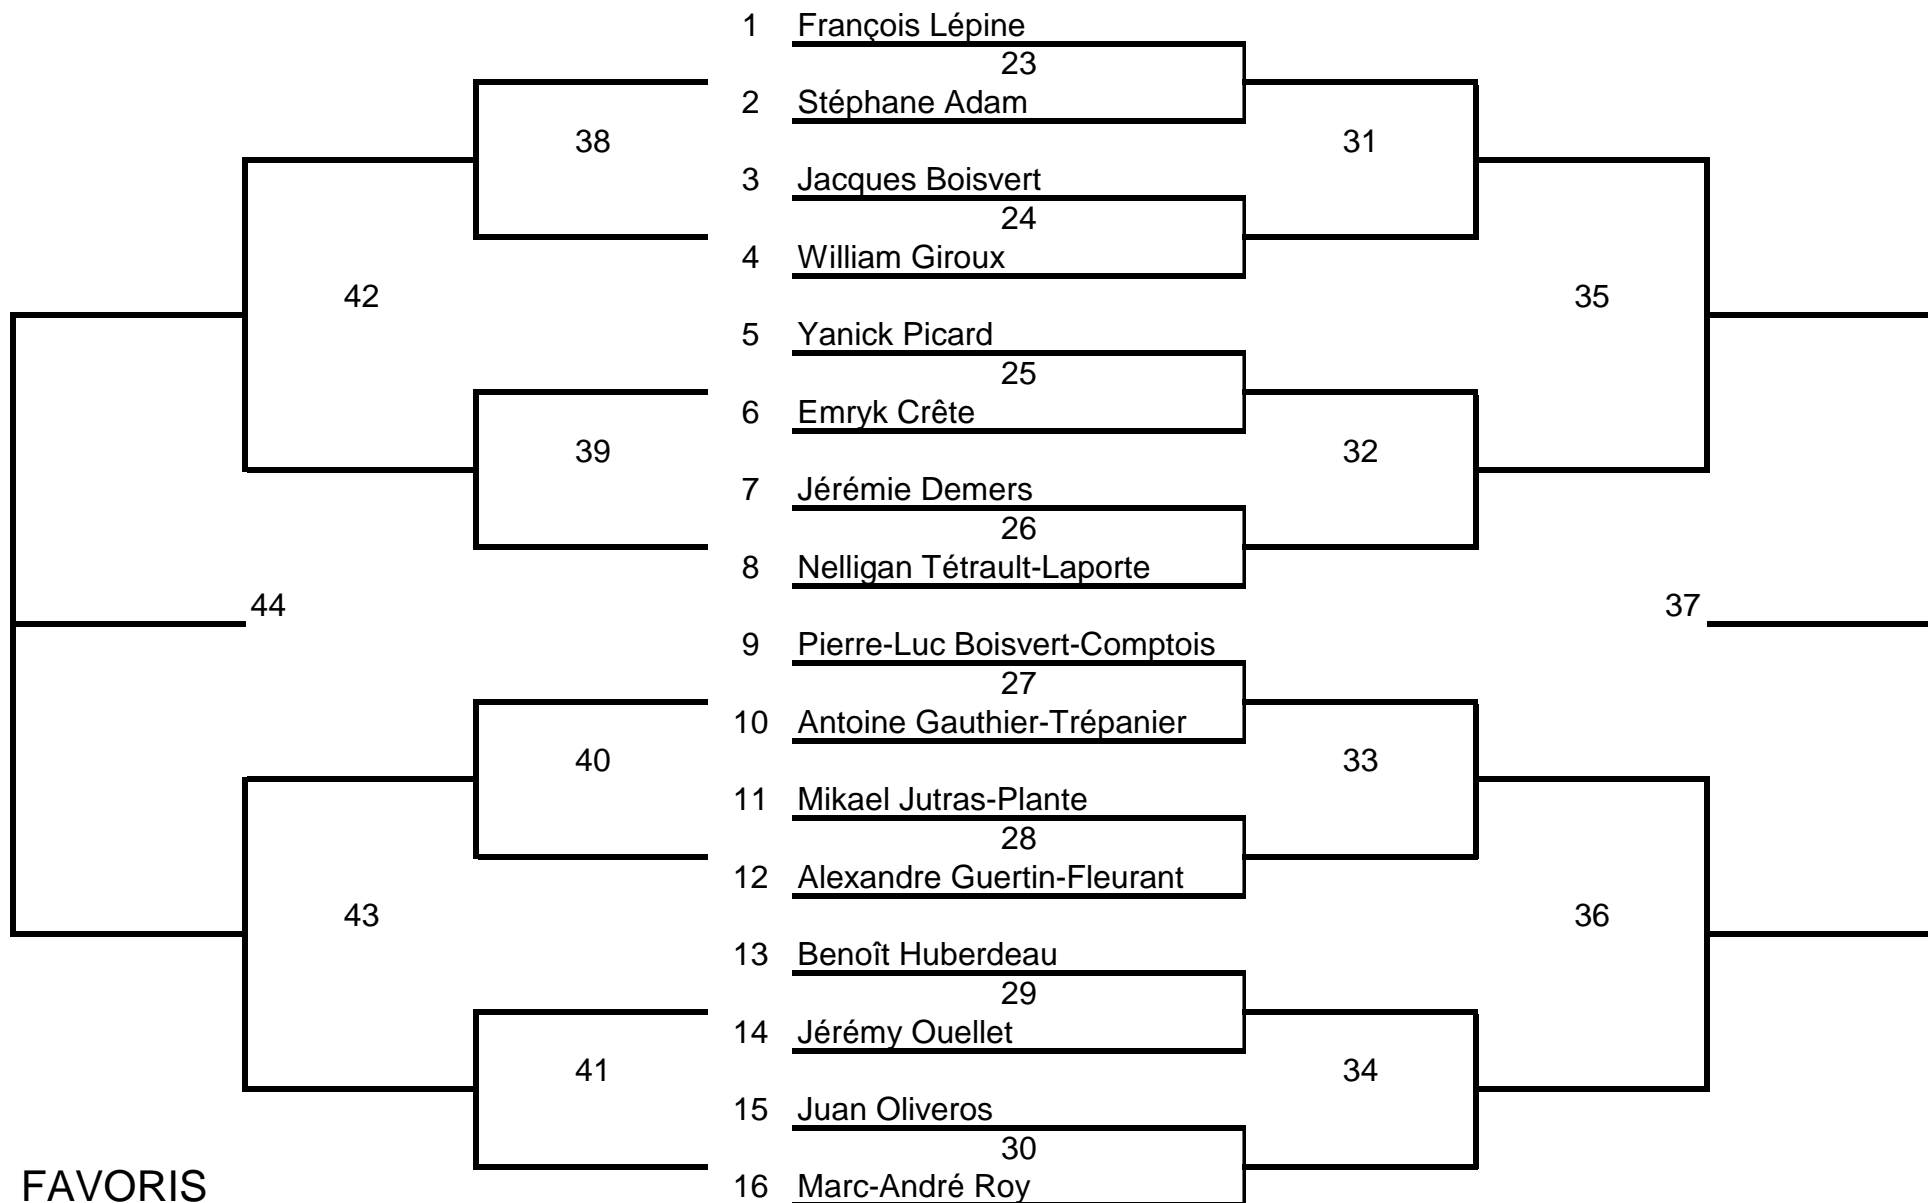 1 François Lépine
23
2 Stéphane Adam
38 31
3 Jacques Boisvert
24
4 William Giroux
42 35
5 Yanick Picard
25
6 Emryk Crête
39 32
7 Jérémie Demers
26
8 Nelligan Tétrault-Laporte
44 37
9 Pierre-Luc Boisvert-Comptois
27
10 Antoine Gauthier-Trépanier
40 33
11 Mikael Jutras-Plante
28
12 Alexandre Guertin-Fleurant
43 36
13 Benoît Huberdeau
29
14 Jérémy Ouellet
41 34
15 Juan Oliveros
30
16 Marc-André Roy
FAVORIS